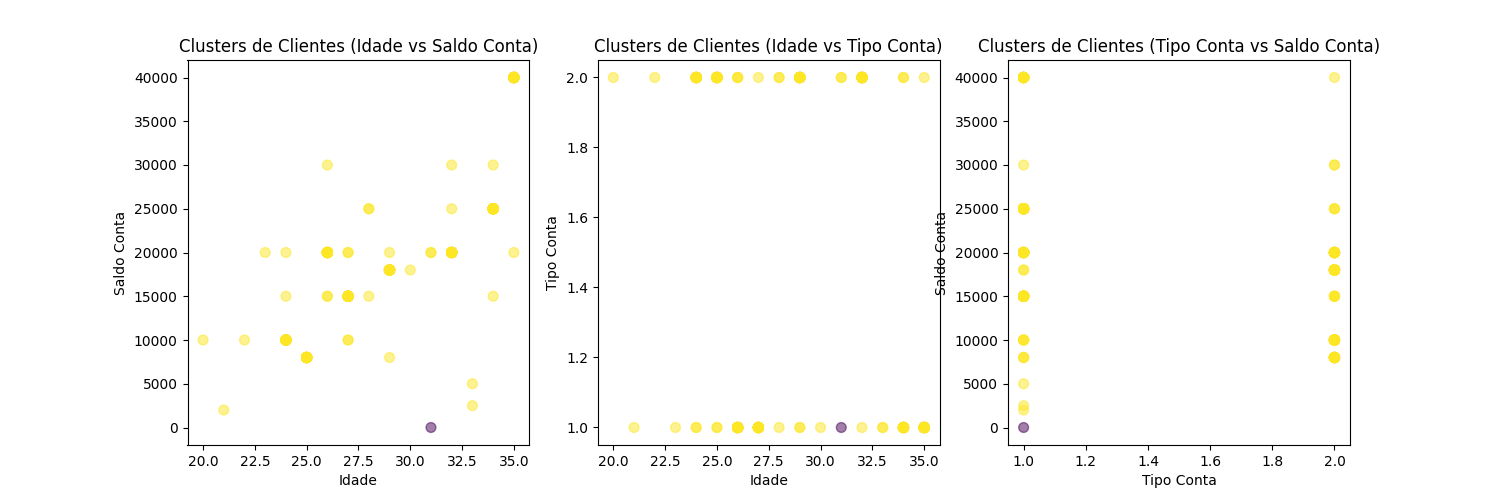 Clusters de Clientes (Idade vs Saldo Conta)
40000
35000
30000
25000
20000
15000
10000
5000
0
Saldo Conta
20.0 22.5 25.0 27.5 30.0 32.5 35.0
Idade
Clusters de Clientes (Idade vs Tipo Conta)
2.0
1.8
1.6
1.4
1.2
1.0
Tipo Conta
20.0 22.5 25.0 27.5 30.0 32.5 35.0
Idade
Clusters de Clientes (Tipo Conta vs Saldo Conta)
40000
35000
30000
25000
20000
15000
10000
5000
0
Saldo Conta
1.0 1.2 1.4 1.6 1.8 2.0
Tipo Conta